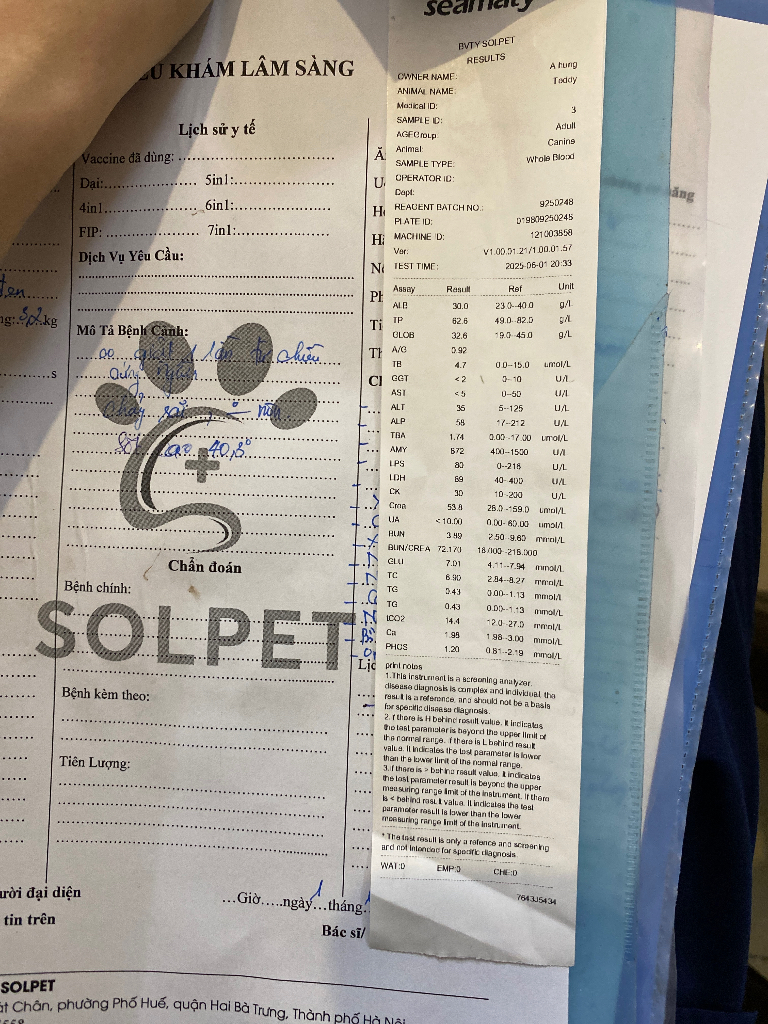 KHÁM LÂM SÀNG
Lịch sử y tế
Vaccine đã dùng:
Dại: 5in1:
4in1 6in1:
FIP: 7in1:
Dịch Vụ Yêu Cầu:
3,2 kg
Mô Tả Bệnh Cảnh:
co giật 1 lần từ chiều
chảy dãi
Sốt cao 40,3°
Chẩn đoán
Bệnh chính:
SOLPET
Bệnh kèm theo:
Tiên Lượng:
đại diện
tin trên
...Giờ.....ngày 1 tháng
Bác sĩ/
SOLPET
Chân, phường Phố Huế, quận Hai Bà Trưng, Thành phố Hà Nội
seamaty
BVTY SOLPET
RESULTS
OWNER NAME: A hung
ANIMAL NAME: Teddy
Medical ID:
SAMPLE ID: 3
AGEGroup: Adult
Animal: Canine
SAMPLE TYPE: Whole Blood
OPERATOR ID:
Dept:
REAGENT BATCH NO.: 9250248
PLATE ID: 019809250245
MACHINE ID: 121003858
Ver: V1.00.01.21/1.00.01.57
TEST TIME: 2025-06-01 20:33
Assay Result Ref Unit
ALB 30.0 23.0--40.0 g/L
TP 62.6 49.0--82.0 g/L
GLOB 32.6 19.0--45.0 g/L
A/G 0.92
TB 4.7 0.0--15.0 umol/L
GGT <2 0--10 U/L
AST <5 0--50 U/L
ALT 35 5--125 U/L
ALP 58 17--212 U/L
TBA 1.74 0.00--17.00 umol/L
AMY 672 400--1500 U/l
LPS 80 0--216 U/L
LDH 69 40--400 U/L
CK 30 10--200 U/L
Crea 53.8 28.0--159.0 umol/L
UA <10.00 0.00--60.00 umol/l
BUN 3.89 2.50--9.60 mmol/L
BUN/CREA 72.170 16.000--218.000
GLU 7.01 4.11--7.94 mmol/L
TC 6.90 2.84--8.27 mmol/L
TG 0.43 0.00--1.13 mmol/L
TG 0.43 0.00--1.13 mmol/L
tCO2 14.4 12.0--27.0 mmol/L
Ca 1.98 1.98--3.00 mmol/L
PHOS 1.20 0.81--2.19 mmol/L
print notes
1.This instrument is a screening analyzer,
disease diagnosis is complex and individual, the
result is a reference, and should not be a basis
for specific disease diagnosis.
2.if there is H behind result value, it indicates
the test parameter is beyond the upper limit of
the normal range. if there is L behind result
value. it indicates the test parameter is lower
than the lower limit of the normal range.
3.if there is > behind result value, it indicates
the test parameter result is beyond the upper
measuring range limit of the instrument. if there
is < behind result value. it indicates the test
parameter result is lower than the lower
measuring range limit of the instrument.
* The test result is only a refence and screening
and not intended for specific diagnosis
WAT:0 EMP:0 CHE:0
7643J5434